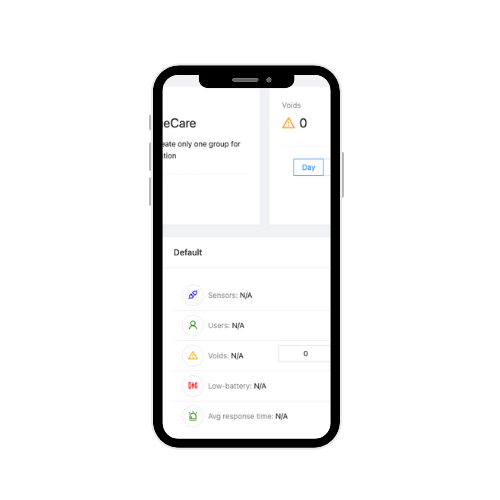 eCare
eate only one group for
tion
Voids
0
Day
Default
Sensors: N/A
Users: N/A
Voids: N/A
0
Low-battery: N/A
Avg response time: N/A